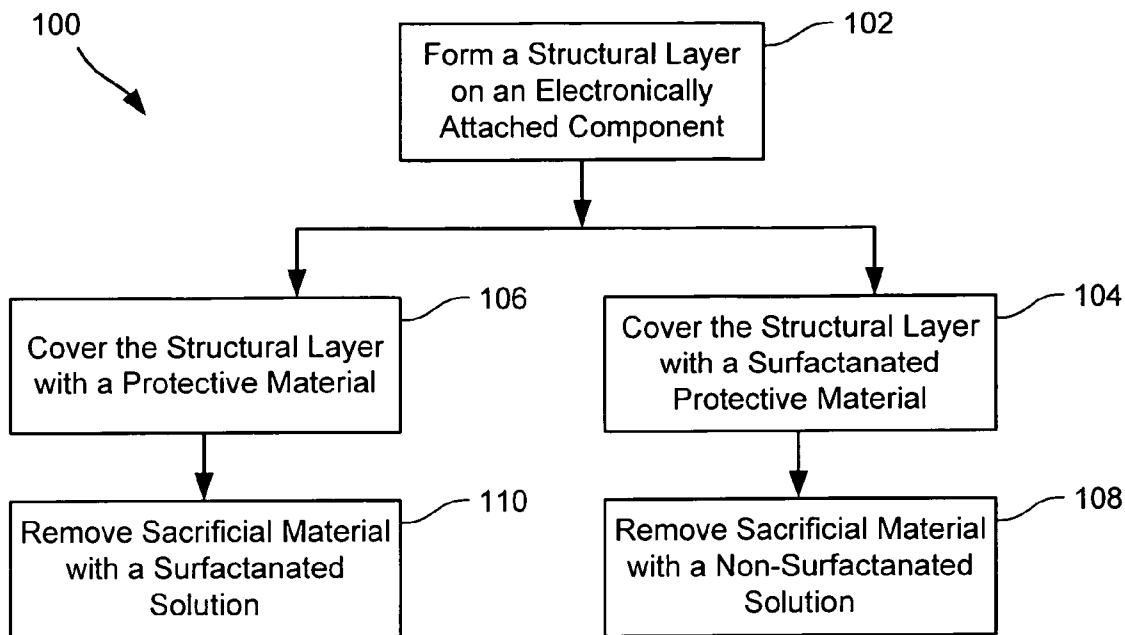 100
102
Form a Structural Layer
on an Electronically
Attached Component
106
Cover the Structural Layer
with a Protective Material
104
Cover the Structural Layer
with a Surfactanated
Protective Material
110
Remove Sacrificial Material
with a Surfactanated
Solution
108
Remove Sacrificial Material
with a Non-Surfactanated
Solution